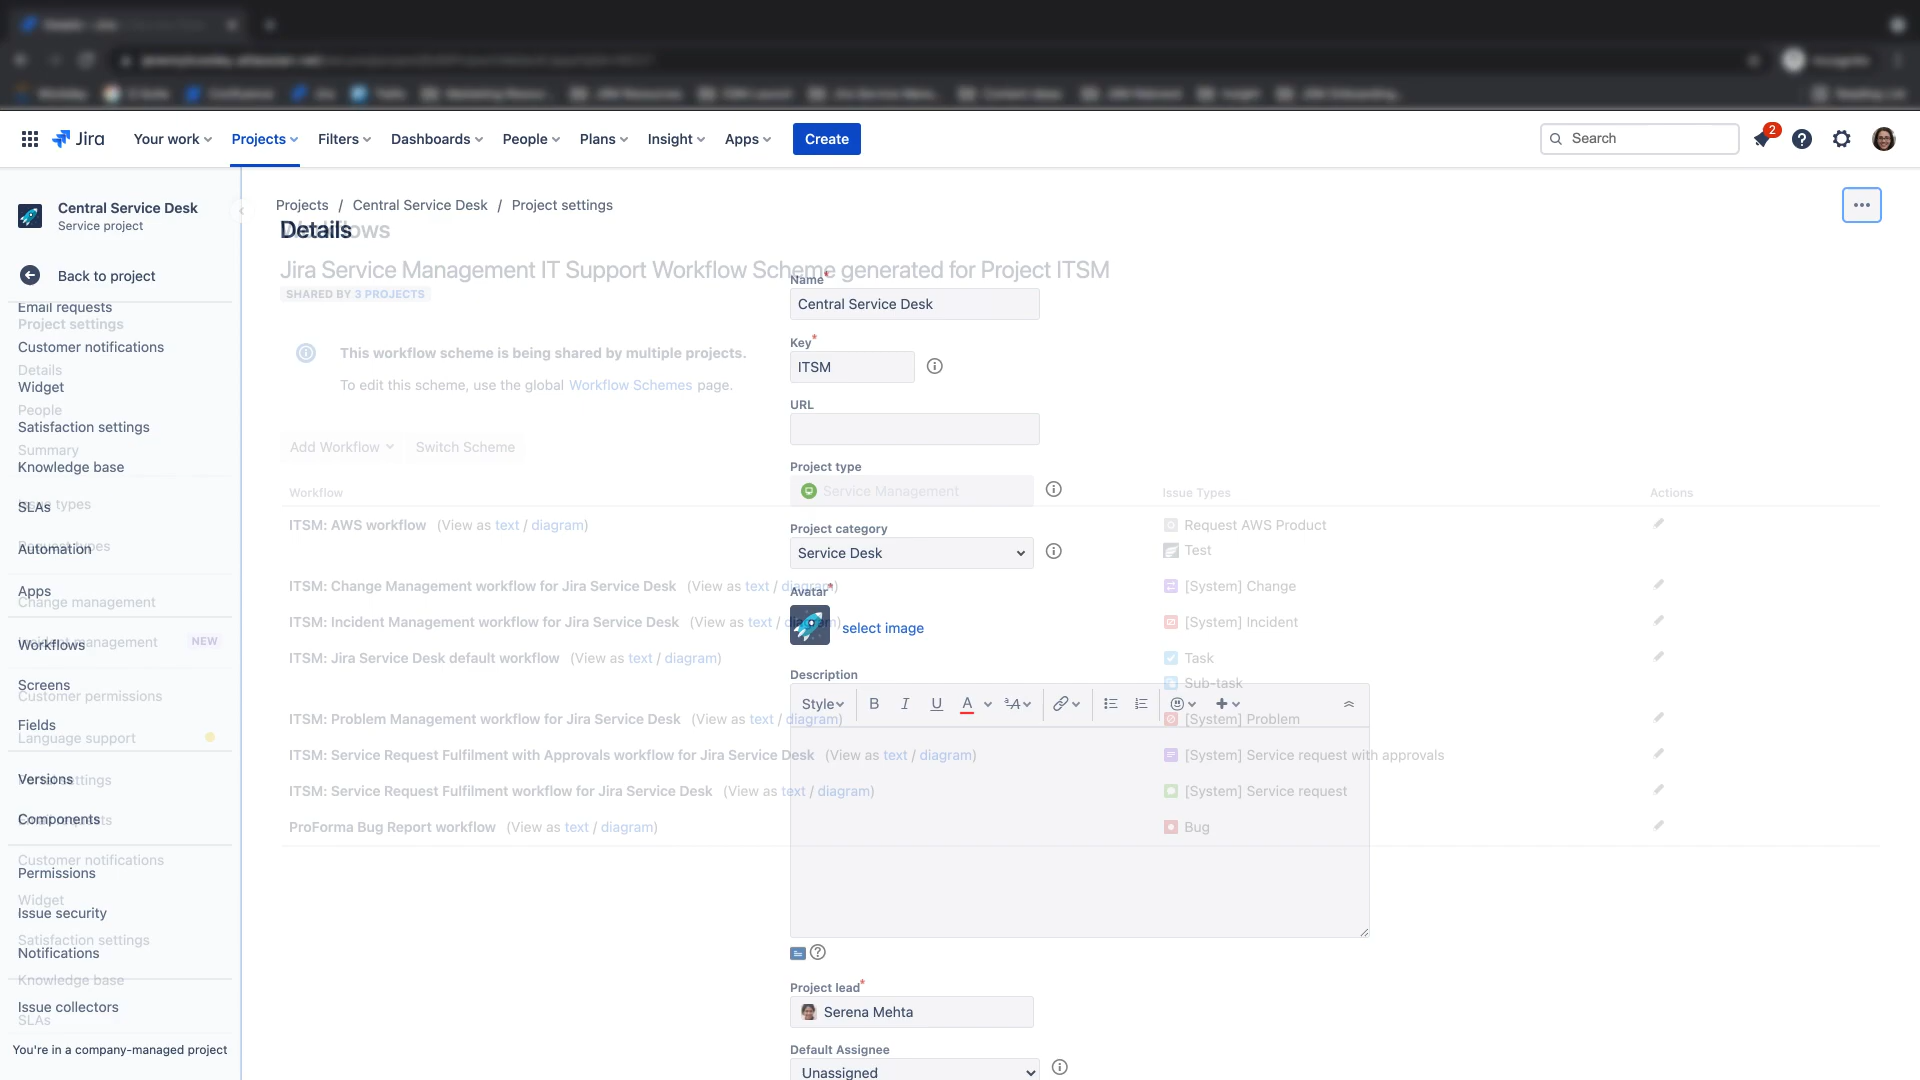 Jira
Your work
Projects
Filters
Dashboards
People
Plans
Insight
Apps
Create
Search
2
Central Service Desk
Service project
Back to project
Email requests
Project settings
Customer notifications
Details
Widget
People
Satisfaction settings
Summary
Knowledge base
Issue types
SLAs
Request types
Automation
Apps
Change management
Incident management NEW
Workflows
Screens
Customer permissions
Fields
Language support
Versions
Portal settings
Components
Email requests
Customer notifications
Permissions
Widget
Issue security
Satisfaction settings
Notifications
Knowledge base
Issue collectors
SLAs
You're in a company-managed project
Projects / Central Service Desk / Project settings
Details
Workflows
Jira Service Management IT Support Workflow Scheme generated for Project ITSM
SHARED BY 3 PROJECTS
This workflow scheme is being shared by multiple projects.
To edit this scheme, use the global Workflow Schemes page.
Add Workflow
Switch Scheme
Workflow
Issue Types
Actions
ITSM: AWS workflow (View as text / diagram)
Request AWS Product
Test
ITSM: Change Management workflow for Jira Service Desk (View as text / diagram)
[System] Change
ITSM: Incident Management workflow for Jira Service Desk (View as text / diagram)
[System] Incident
ITSM: Jira Service Desk default workflow (View as text / diagram)
Task
Sub-task
ITSM: Problem Management workflow for Jira Service Desk (View as text / diagram)
[System] Problem
ITSM: Service Request Fulfilment with Approvals workflow for Jira Service Desk (View as text / diagram)
[System] Service request with approvals
ITSM: Service Request Fulfilment workflow for Jira Service Desk (View as text / diagram)
[System] Service request
ProForma Bug Report workflow (View as text / diagram)
Bug
Name*
Central Service Desk
Key*
ITSM
URL
Project type
Service Management
Project category
Service Desk
Avatar*
select image
Description
Style B I U A
Project lead*
Serena Mehta
Default Assignee
Unassigned